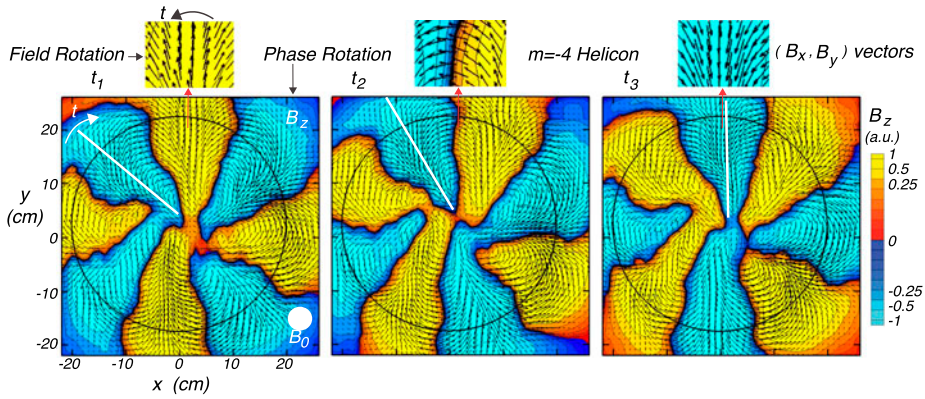 t
Field Rotation
Phase Rotation
m=-4 Helicon
(Bx, By) vectors
t1
t2
t3
t
Bz
Bz
(a.u.)
20
10
y
(cm)
0
-10
-20
1
0.5
0.25
0
-0.25
-0.5
-1
B0
-20
-10
0
10
20
x (cm)